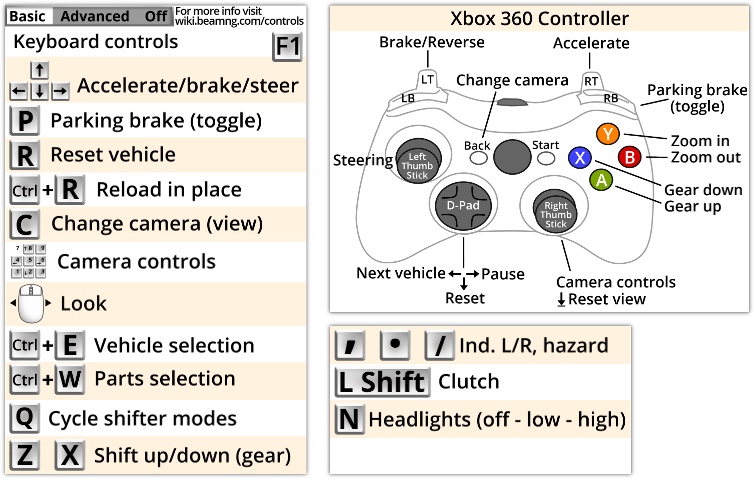 Basic Advanced Off For more info visit
wiki.beamng.com/controls
Keyboard controls F1
↑
← ↓ → Accelerate/brake/steer
P Parking brake (toggle)
R Reset vehicle
Ctrl + R Reload in place
C Change camera (view)
Camera controls
Look
Ctrl + E Vehicle selection
Ctrl + W Parts selection
Q Cycle shifter modes
Z X Shift up/down (gear)
Xbox 360 Controller
Brake/Reverse
Accelerate
LT
Change camera
RT
LB
RB
Parking brake
(toggle)
Y
Zoom in
Steering
Left
Thumb
Stick
Back
Start
X
B
Zoom out
A
Gear down
Gear up
D-Pad
Right
Thumb
Stick
Next vehicle ← → Pause
↓
Reset
Camera controls
↓ Reset view
, • / Ind. L/R, hazard
L Shift Clutch
N Headlights (off - low - high)